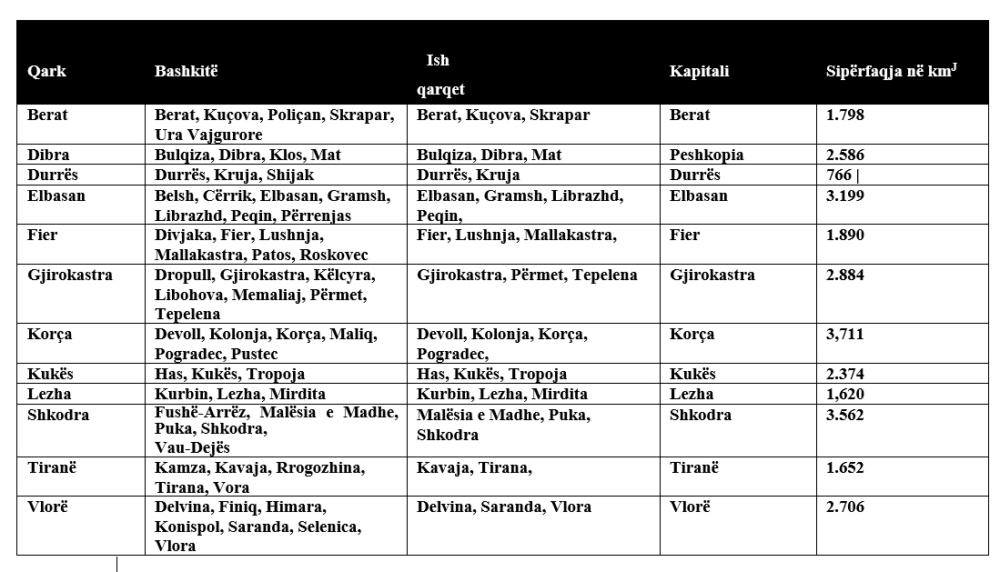 Qark Bashkitë Ish qarqet Kapitali Sipërfaqja në kmJ
Berat Berat, Kuçova, Poliçan, Skrapar, Berat, Kuçova, Skrapar Berat 1.798
Ura Vajgurore
Dibra Bulqiza, Dibra, Klos, Mat Bulqiza, Dibra, Mat Peshkopia 2.586
Durrës Durrës, Kruja, Shijak Durrës, Kruja Durrës 766 |
Elbasan Belsh, Cërrik, Elbasan, Gramsh, Elbasan, Gramsh, Librazhd, Elbasan 3.199
Librazhd, Peqin, Përrenjas Peqin,
Fier Divjaka, Fier, Lushnja, Fier, Lushnja, Mallakastra, Fier 1.890
Mallakastra, Patos, Roskovec
Gjirokastra Dropull, Gjirokastra, Këlcyra, Gjirokastra, Përmet, Tepelena Gjirokastra 2.884
Libohova, Memaliaj, Përmet,
Tepelena
Korça Devoll, Kolonja, Korça, Maliq, Devoll, Kolonja, Korça, Korça 3,711
Pogradec, Pustec Pogradec,
Kukës Has, Kukës, Tropoja Has, Kukës, Tropoja Kukës 2.374
Lezha Kurbin, Lezha, Mirdita Kurbin, Lezha, Mirdita Lezha 1,620
Shkodra Fushë-Arrëz, Malësia e Madhe, Malësia e Madhe, Puka, Shkodra 3.562
Puka, Shkodra, Shkodra
Vau-Dejës
Tiranë Kamza, Kavaja, Rrogozhina, Kavaja, Tirana, Tiranë 1.652
Tirana, Vora
Vlorë Delvina, Finiq, Himara, Delvina, Saranda, Vlora Vlorë 2.706
Konispol, Saranda, Selenica,
Vlora